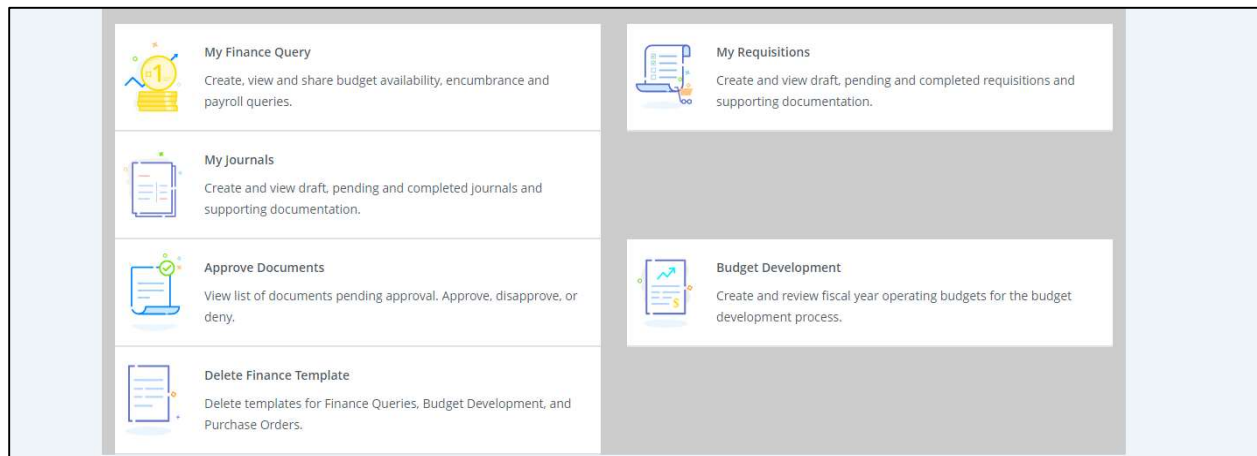 My Finance Query
Create, view and share budget availability, encumbrance and
payroll queries.
My Requisitions
Create and view draft, pending and completed requisitions and
supporting documentation.
My Journals
Create and view draft, pending and completed journals and
supporting documentation.
Approve Documents
View list of documents pending approval. Approve, disapprove, or
deny.
Budget Development
Create and review fiscal year operating budgets for the budget
development process.
Delete Finance Template
Delete templates for Finance Queries, Budget Development, and
Purchase Orders.